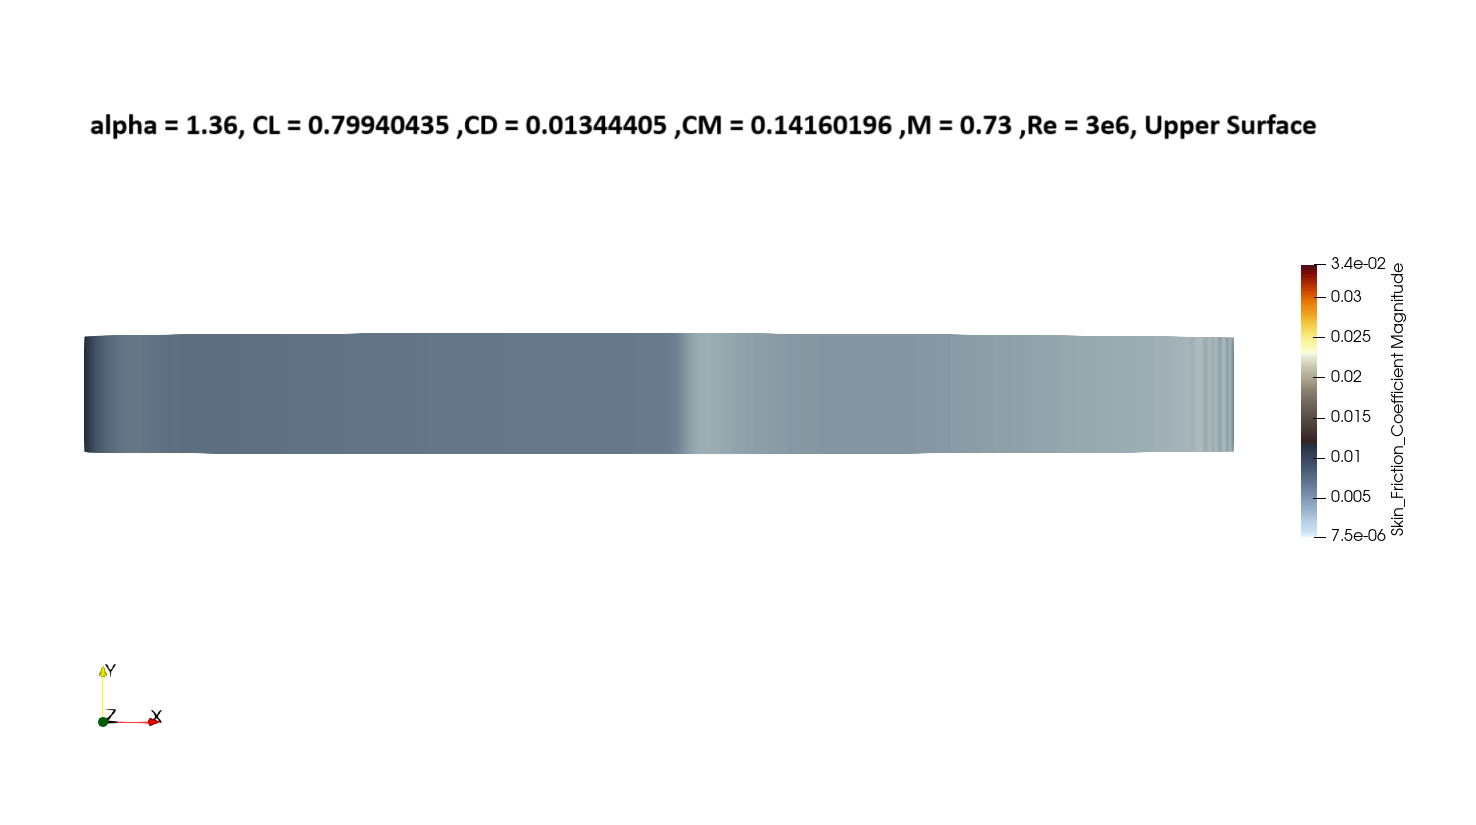 alpha = 1.36, CL = 0.79940435 ,CD = 0.01344405 ,CM = 0.14160196 ,M = 0.73 ,Re = 3e6, Upper Surface
3.4e-02
0.03
0.025
0.02
0.015
0.01
0.005
7.5e-06
Skin_Friction_Coefficient Magnitude
Y
Z
X